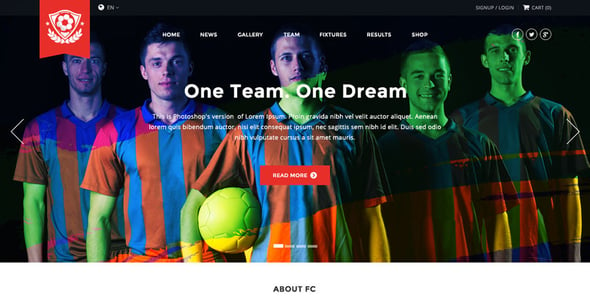 EN
SIGNUP / LOGIN
CART (0)
HOME
NEWS
GALLERY
TEAM
FIXTURES
RESULTS
SHOP
One Team. One Dream
This is Photoshop's version of Lorem Ipsum. Proin gravida nibh vel velit auctor aliquet. Aenean
lorem quis bibendum auctor, nisi elit consequat ipsum, nec sagittis sem nibh id elit. Duis sed odio
nibh vulputate cursus a sit amet mauris.
READ MORE
ABOUT FC